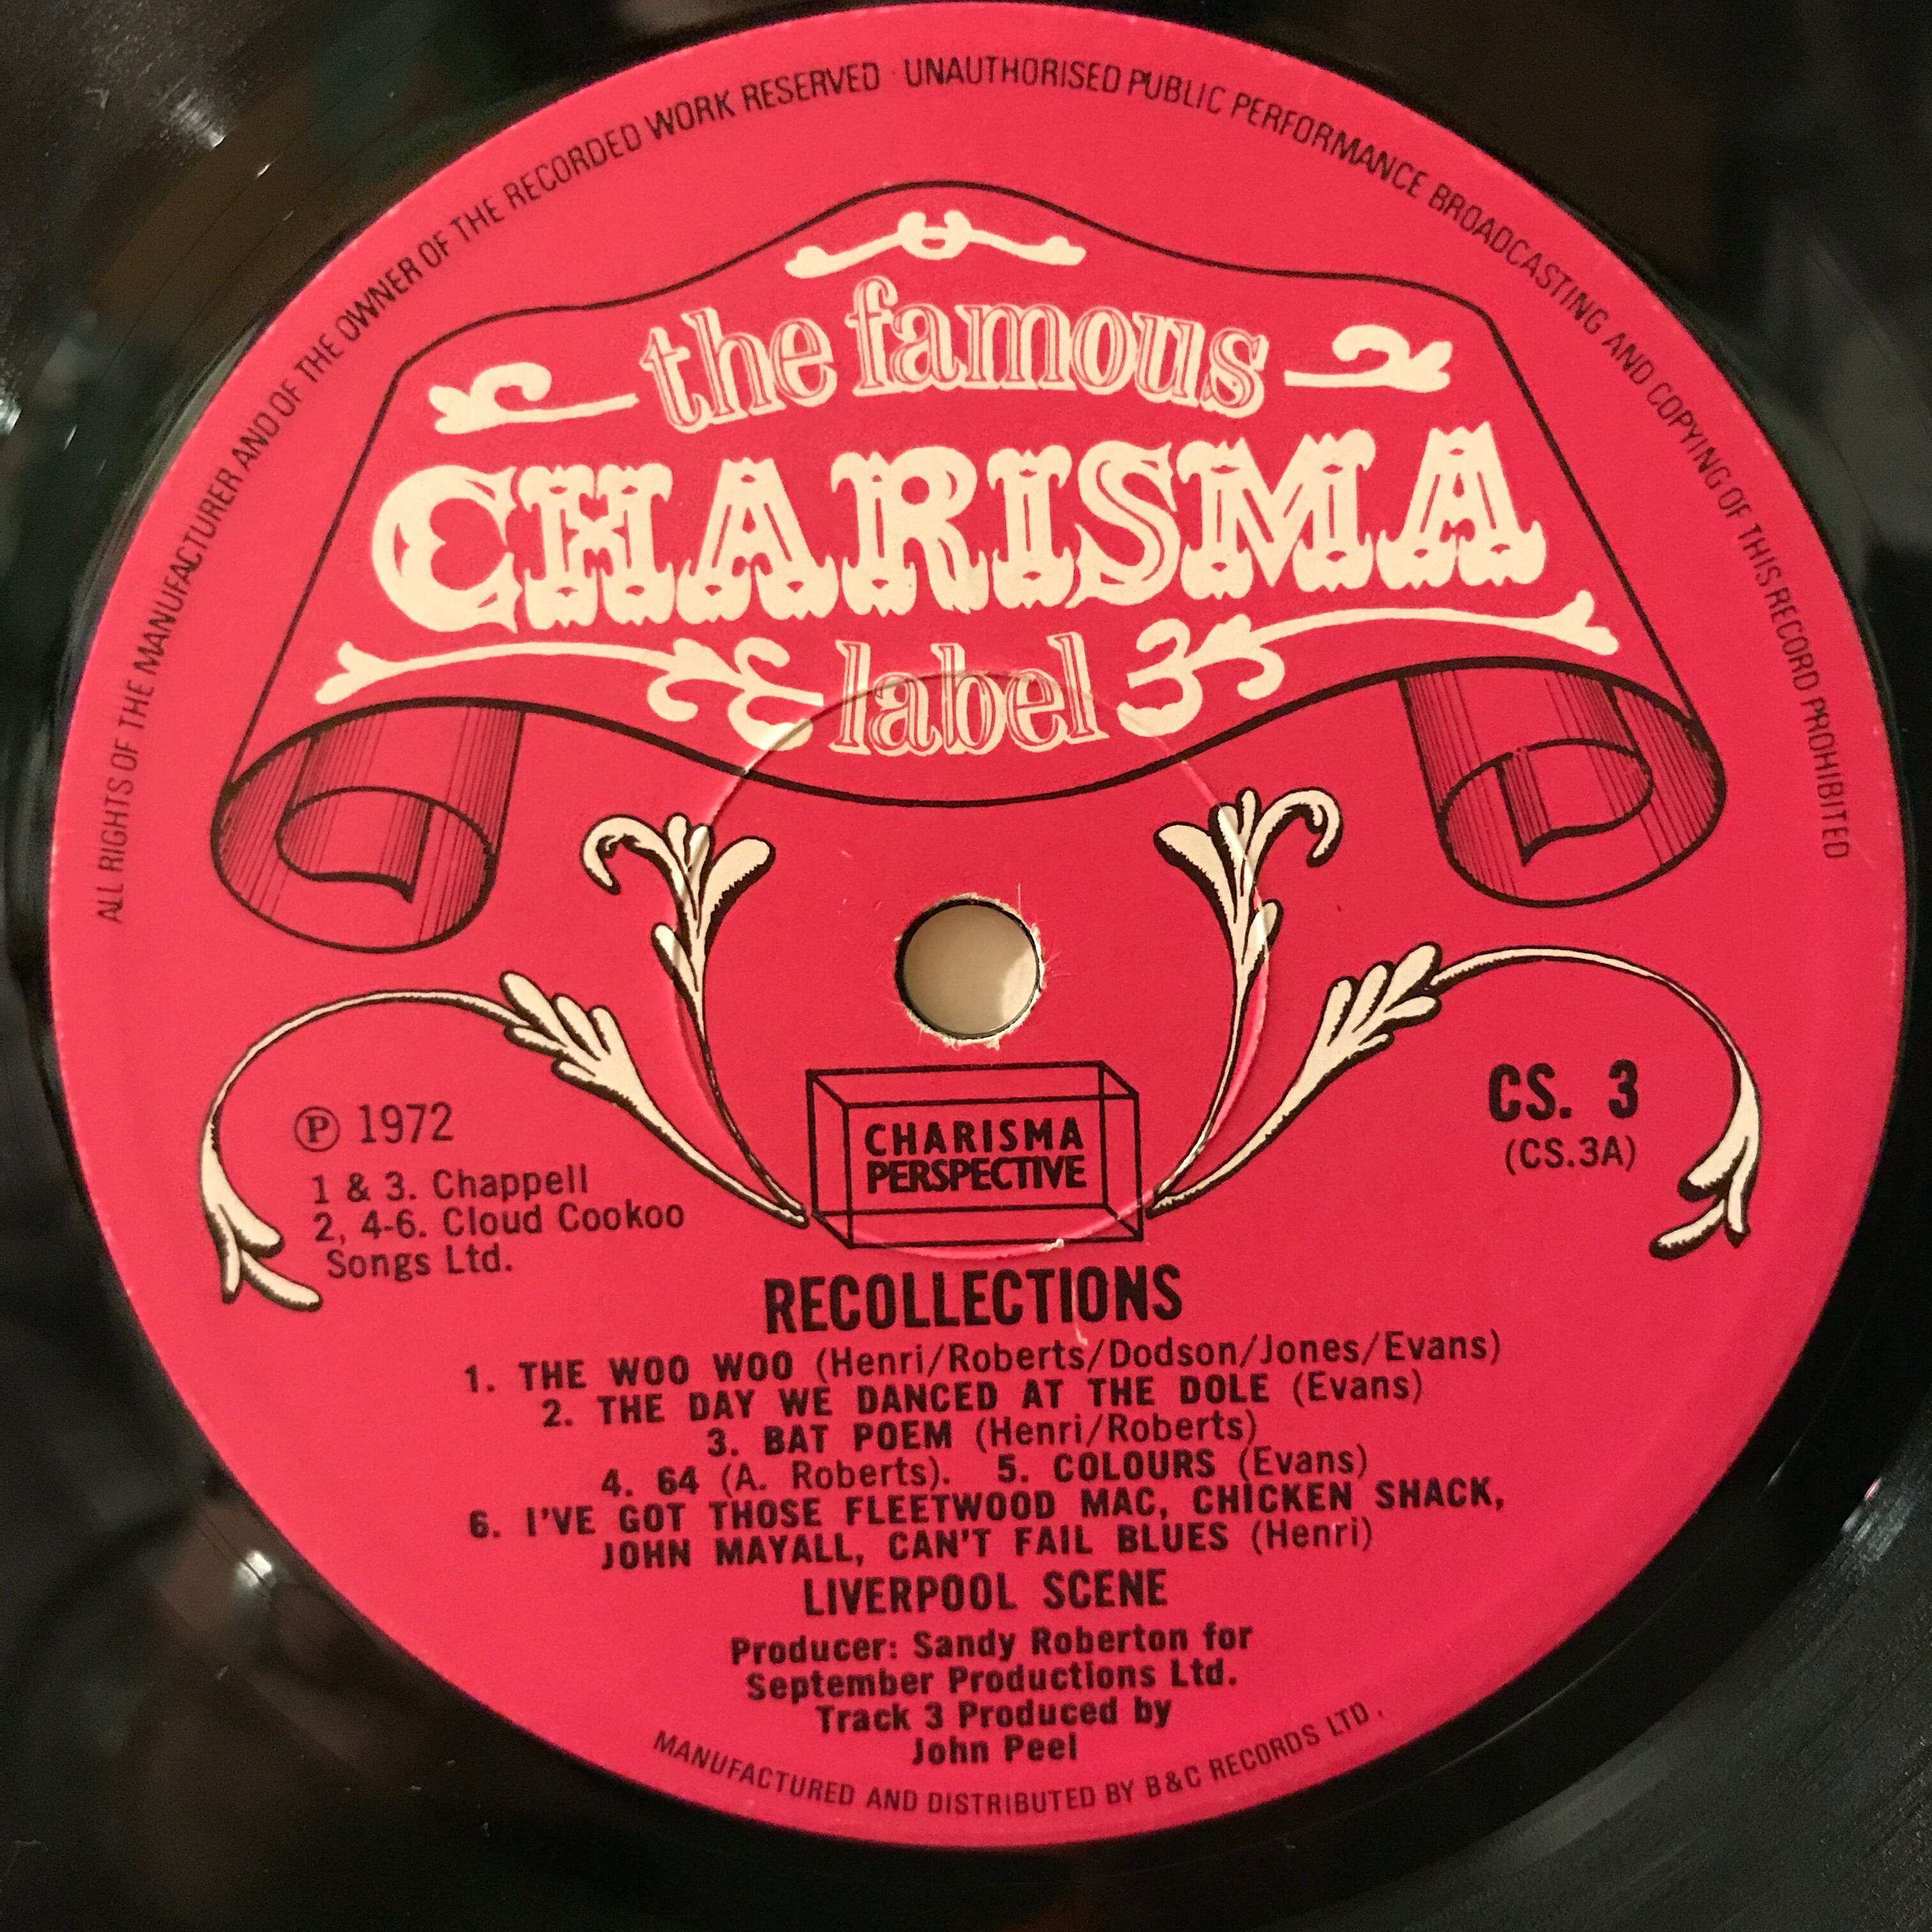 ALL RIGHTS OF THE MANUFACTURER AND OF THE OWNER OF THE RECORDED WORK RESERVED · UNAUTHORISED PUBLIC PERFORMANCE BROADCASTING AND COPYING OF THIS RECORD PROHIBITED
the famous
CHARISMA
label
CHARISMA
PERSPECTIVE
℗ 1972
1 & 3. Chappell
2, 4-6. Cloud Cookoo
Songs Ltd.
CS. 3
(CS.3A)
RECOLLECTIONS
1. THE WOO WOO (Henri/Roberts/Dodson/Jones/Evans)
2. THE DAY WE DANCED AT THE DOLE (Evans)
3. BAT POEM (Henri/Roberts)
4. 64 (A. Roberts). 5. COLOURS (Evans)
6. I'VE GOT THOSE FLEETWOOD MAC, CHICKEN SHACK,
JOHN MAYALL, CAN'T FAIL BLUES (Henri)
LIVERPOOL SCENE
Producer: Sandy Roberton for
September Productions Ltd.
Track 3 Produced by
John Peel
MANUFACTURED AND DISTRIBUTED BY B&C RECORDS LTD.